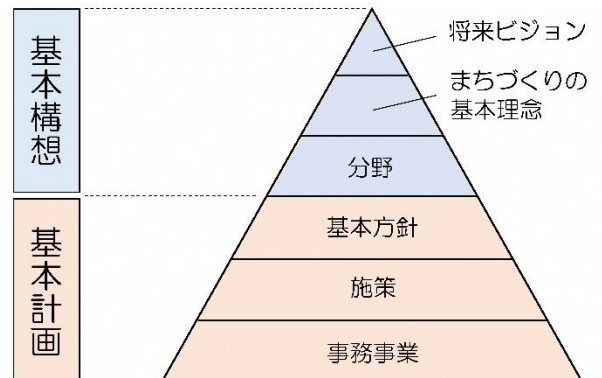 基本構想
将来ビジョン
まちづくりの
基本理念
分野
基本計画
基本方針
施策
事務事業